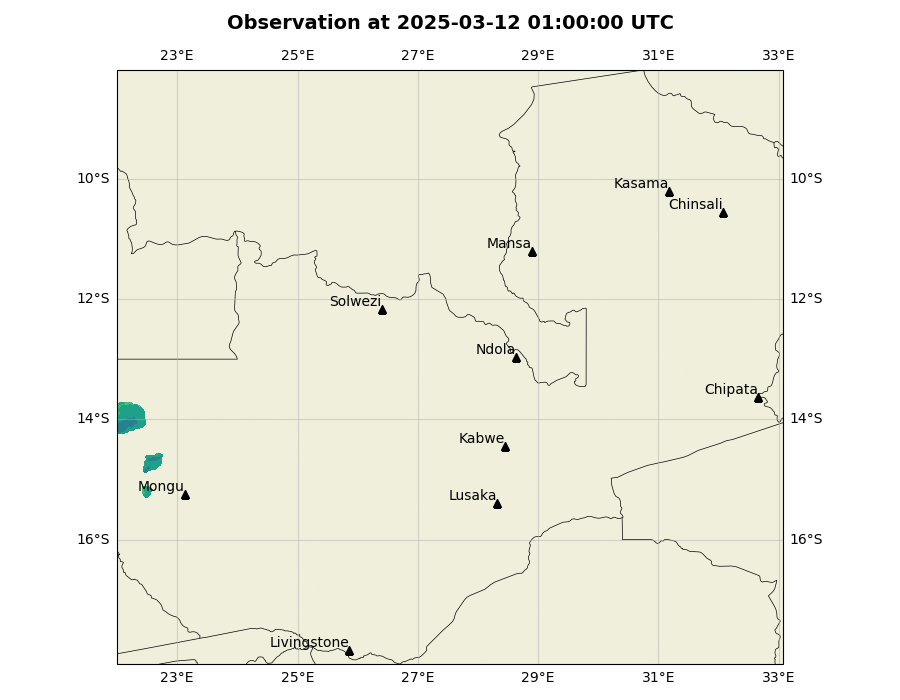 Observation at 2025-03-12 01:00:00 UTC
23°E 25°E 27°E 29°E 31°E 33°E
10°S 10°S
Kasama
Chinsali
Mansa
12°S 12°S
Solwezi
Ndola
Chipata
14°S 14°S
Kabwe
Mongu
Lusaka
16°S 16°S
Livingstone
23°E 25°E 27°E 29°E 31°E 33°E